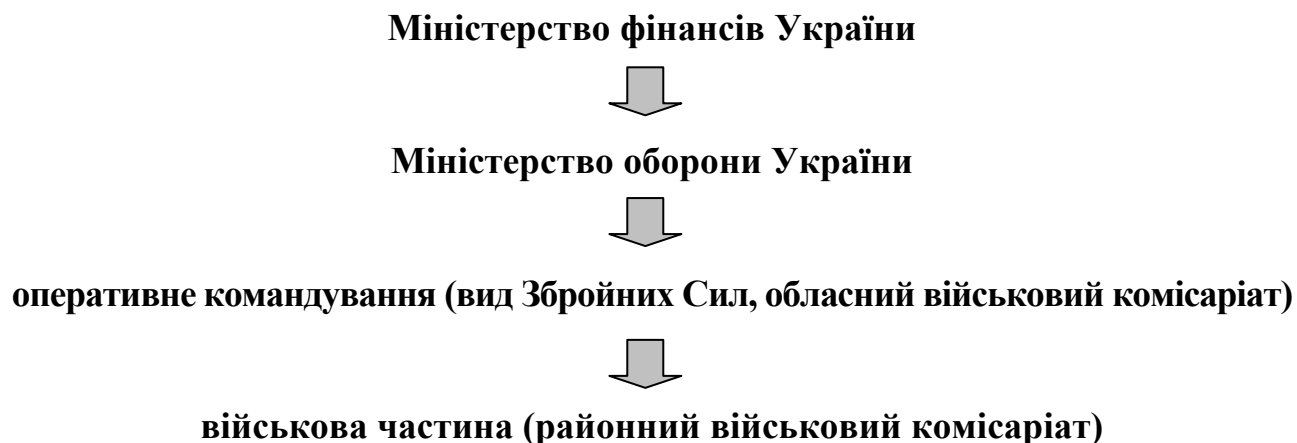 Міністерство фінансів України
Міністерство оборони України
оперативне командування (вид Збройних Сил, обласний військовий комісаріат)
військова частина (районний військовий комісаріат)